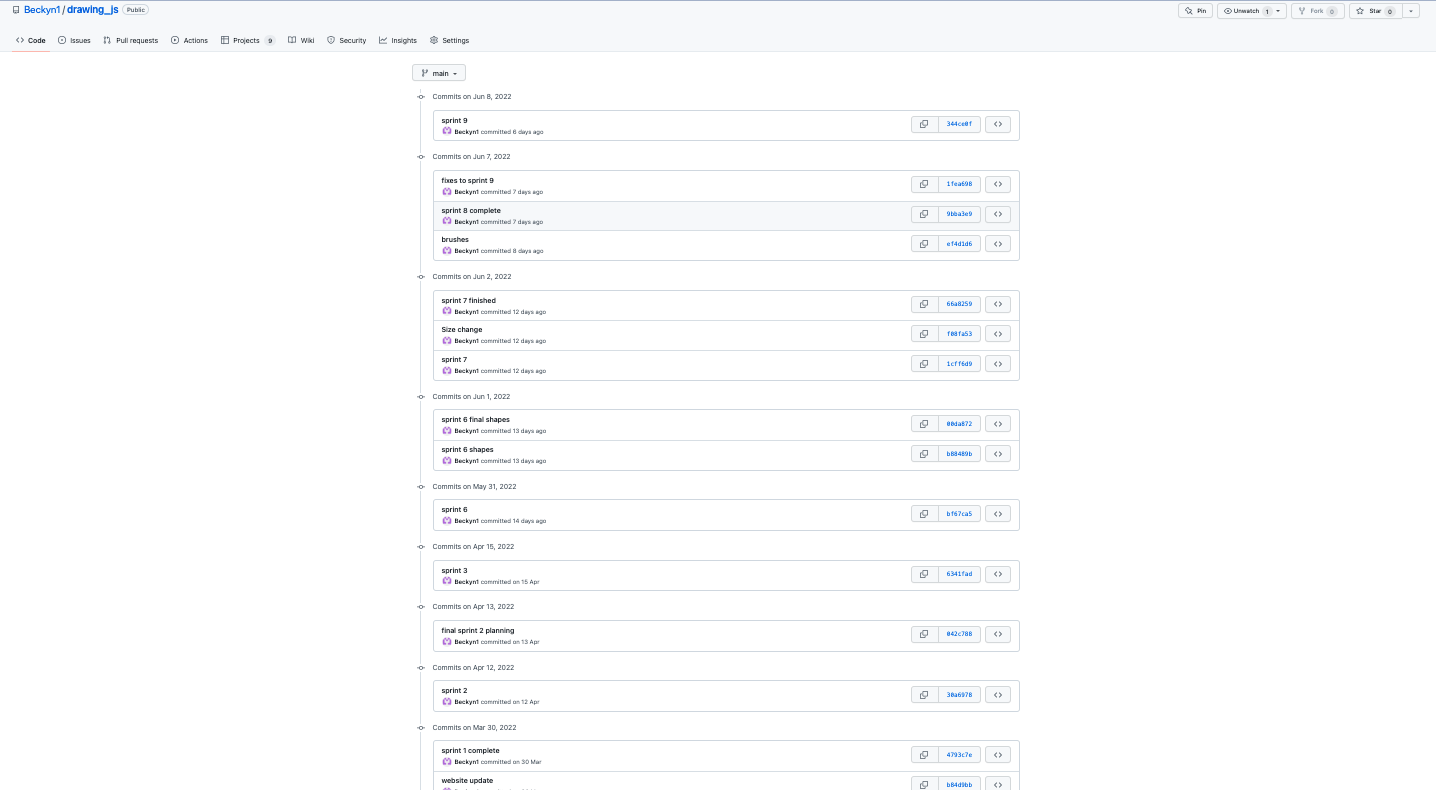 Beckyn1 / drawing_js Public
Pin Unwatch 1 Fork 0 Star 0
Code Issues Pull requests Actions Projects 9 Wiki Security Insights Settings
main
Commits on Jun 8, 2022
sprint 9
344ce0f
Beckyn1 committed 6 days ago
Commits on Jun 7, 2022
fixes to sprint 9
1fea698
Beckyn1 committed 7 days ago
sprint 8 complete
9bba3e9
Beckyn1 committed 7 days ago
brushes
ef4d1d6
Beckyn1 committed 8 days ago
Commits on Jun 2, 2022
sprint 7 finished
66a8259
Beckyn1 committed 12 days ago
Size change
f08fa53
Beckyn1 committed 12 days ago
sprint 7
1cff6d9
Beckyn1 committed 12 days ago
Commits on Jun 1, 2022
sprint 6 final shapes
00da872
Beckyn1 committed 13 days ago
sprint 6 shapes
b88489b
Beckyn1 committed 13 days ago
Commits on May 31, 2022
sprint 6
bf67ca5
Beckyn1 committed 14 days ago
Commits on Apr 15, 2022
sprint 3
6341fad
Beckyn1 committed on 15 Apr
Commits on Apr 13, 2022
final sprint 2 planning
042c788
Beckyn1 committed on 13 Apr
Commits on Apr 12, 2022
sprint 2
30a6978
Beckyn1 committed on 12 Apr
Commits on Mar 30, 2022
sprint 1 complete
4793c7e
Beckyn1 committed on 30 Mar
website update
b84d9bb